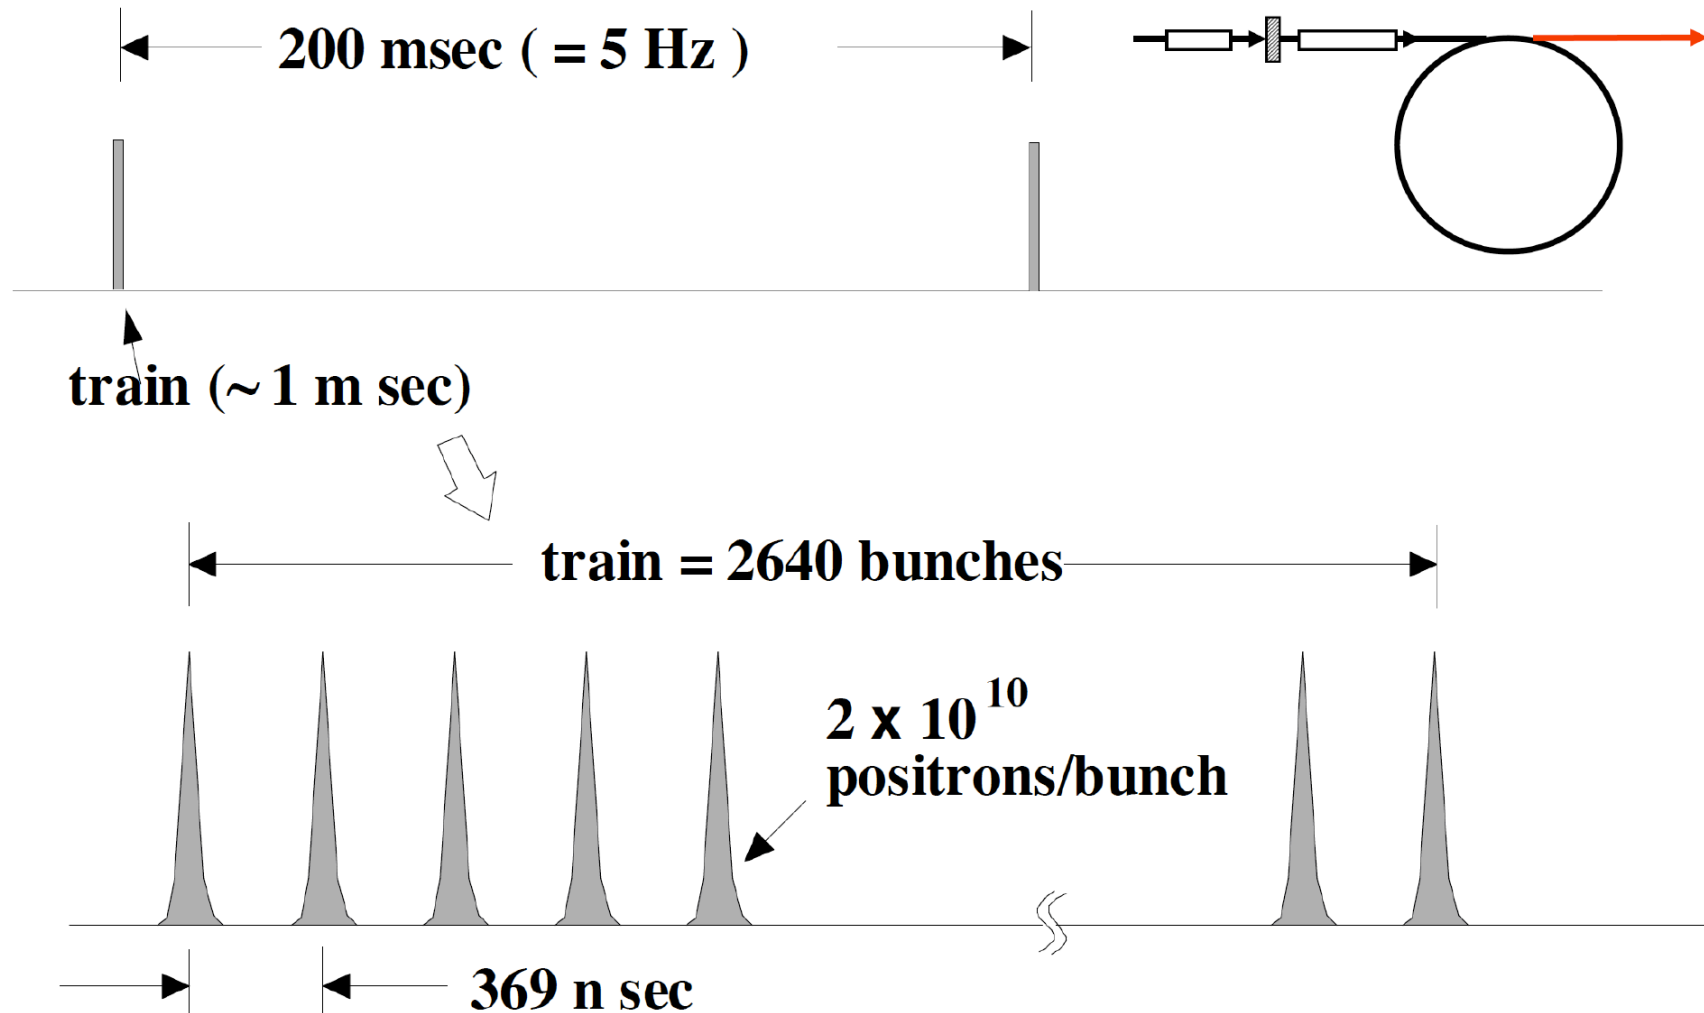 200 msec ( = 5 Hz )
train (~ 1 m sec)
train = 2640 bunches
2 x 10^10
positrons/bunch
369 n sec